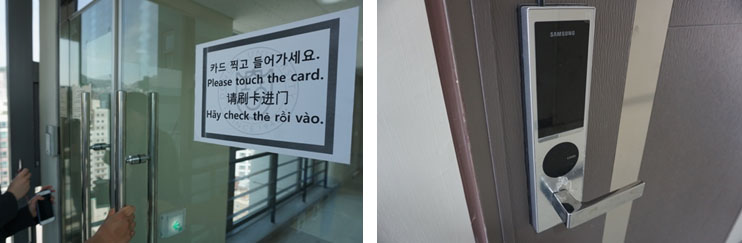 카드 찍고 들어가세요.
Please touch the card.
请刷卡进门
Hãy check thẻ rồi vào.
SAMSUNG